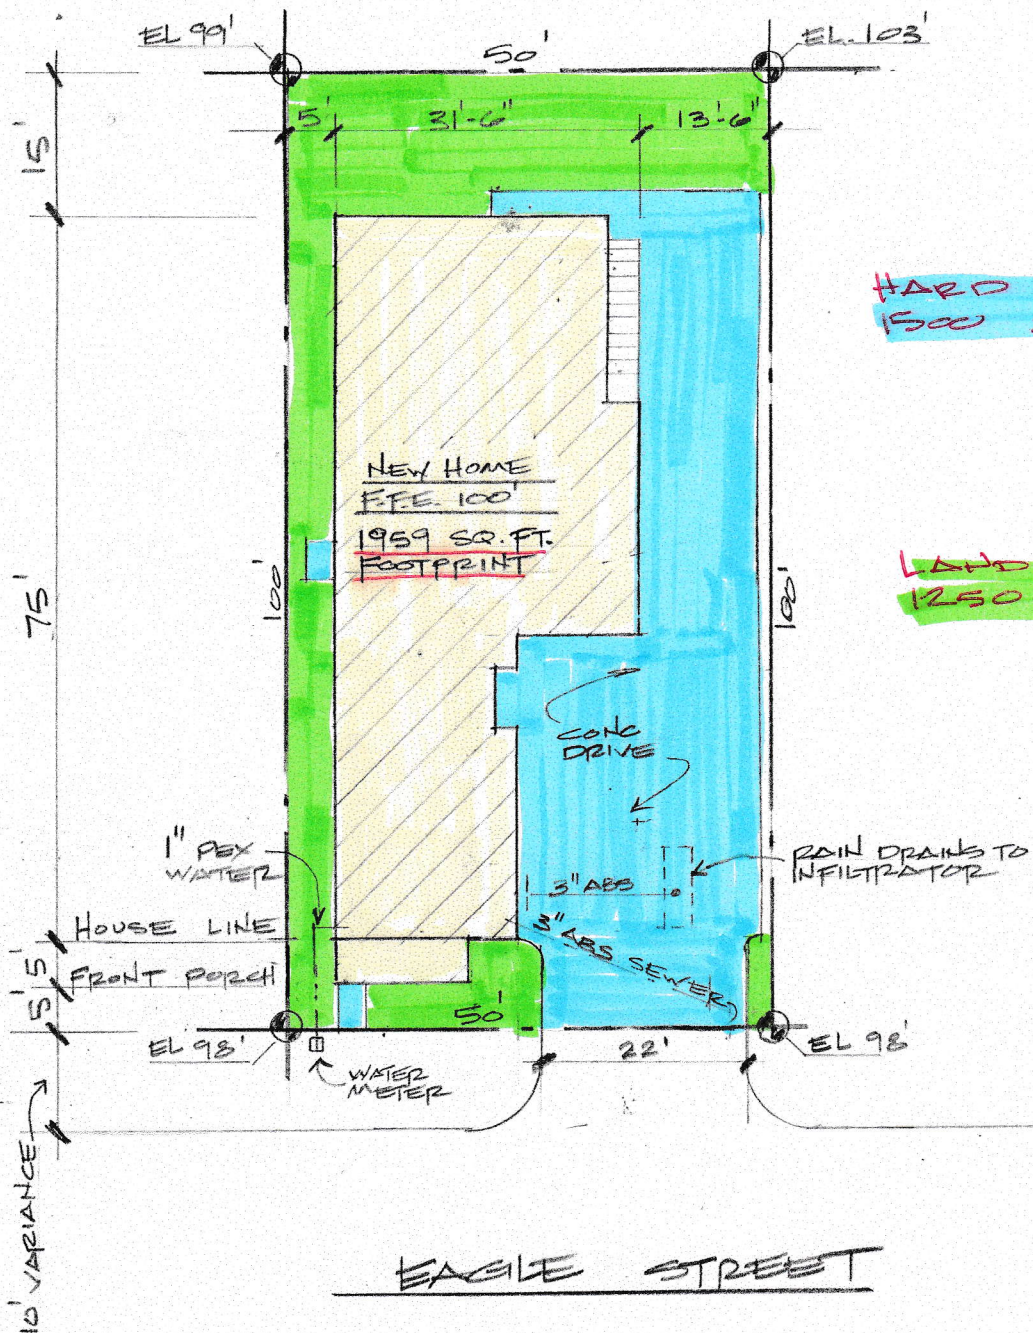 EL 99'
50'
EL. 103'
5'
31'-6"
13'-6"
15'
HARD
1500
NEW HOME
F.F.E. 100'
1959 SQ. FT.
FOOTPRINT
LAND
1250
75'
100'
100'
CONC
DRIVE
1" PEX
WATER
RAIN DRAINS TO
INFILTRATOR
3" ABS
HOUSE LINE
3" ABS SEWER
5'
FRONT PORCH
5'
50'
EL 98'
22'
EL 98'
WATER
METER
10' VARIANCE
EAGLE STREET